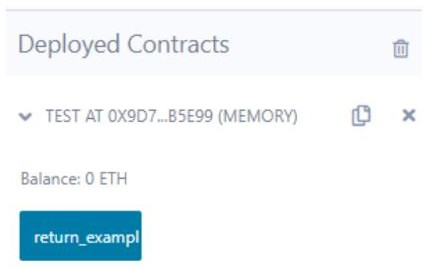 Deployed Contracts
TEST AT 0X9D7...B5E99 (MEMORY)
Balance: 0 ETH
return_exampl